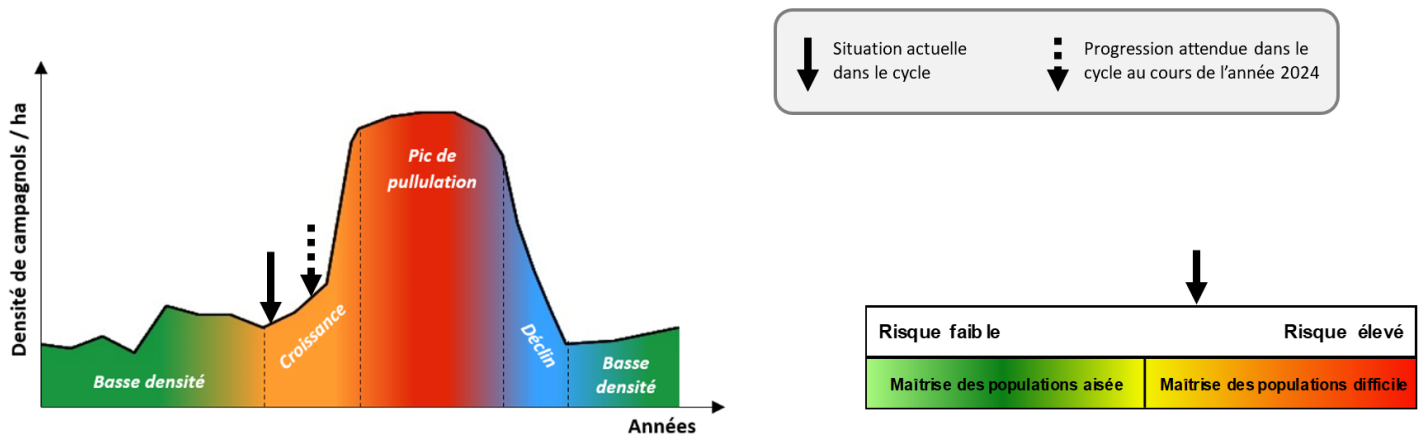 Densité de campagnols / ha
Basse densité
Croissance
Pic de
pullulation
Déclin
Basse
densité
Années
Situation actuelle
dans le cycle
Progression attendue dans le
cycle au cours de l’année 2024
Risque faible
Risque élevé
Maîtrise des populations aisée
Maîtrise des populations difficile